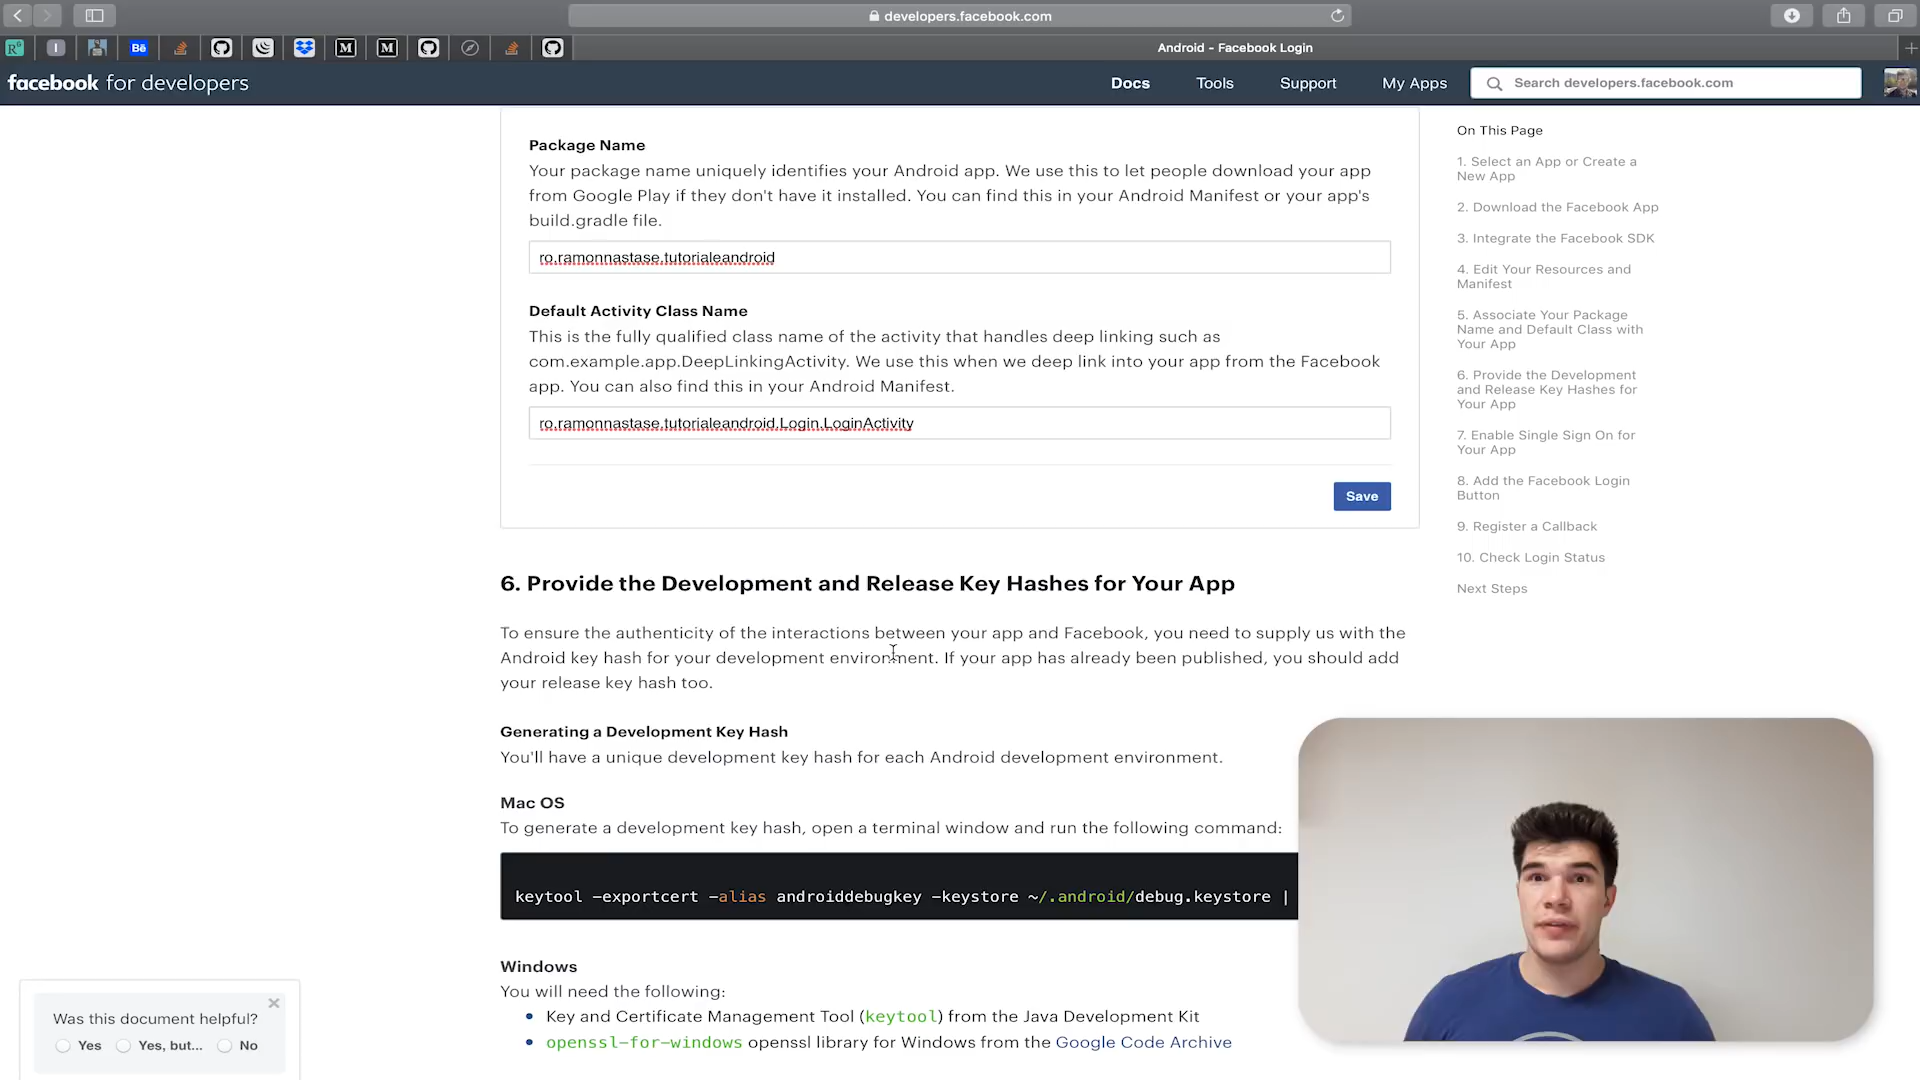 developers.facebook.com
R
I
Bē
M
M
Android - Facebook Login
facebook for developers
Docs
Tools
Support
My Apps
Search developers.facebook.com
Package Name
Your package name uniquely identifies your Android app. We use this to let people download your app
from Google Play if they don't have it installed. You can find this in your Android Manifest or your app's
build.gradle file.
ro.ramonnastase.tutorialeandroid
Default Activity Class Name
This is the fully qualified class name of the activity that handles deep linking such as
com.example.app.DeepLinkingActivity. We use this when we deep link into your app from the Facebook
app. You can also find this in your Android Manifest.
ro.ramonnastase.tutorialeandroid.Login.LoginActivity
Save
6. Provide the Development and Release Key Hashes for Your App
To ensure the authenticity of the interactions between your app and Facebook, you need to supply us with the
Android key hash for your development environment. If your app has already been published, you should add
your release key hash too.
Generating a Development Key Hash
You'll have a unique development key hash for each Android development environment.
Mac OS
To generate a development key hash, open a terminal window and run the following command:
keytool -exportcert -alias androiddebugkey -keystore ~/.android/debug.keystore |
Windows
You will need the following:
• Key and Certificate Management Tool (keytool) from the Java Development Kit
• openssl-for-windows openssl library for Windows from the Google Code Archive
On This Page
1. Select an App or Create a
New App
2. Download the Facebook App
3. Integrate the Facebook SDK
4. Edit Your Resources and
Manifest
5. Associate Your Package
Name and Default Class with
Your App
6. Provide the Development
and Release Key Hashes for
Your App
7. Enable Single Sign On for
Your App
8. Add the Facebook Login
Button
9. Register a Callback
10. Check Login Status
Next Steps
Was this document helpful?
Yes
Yes, but...
No